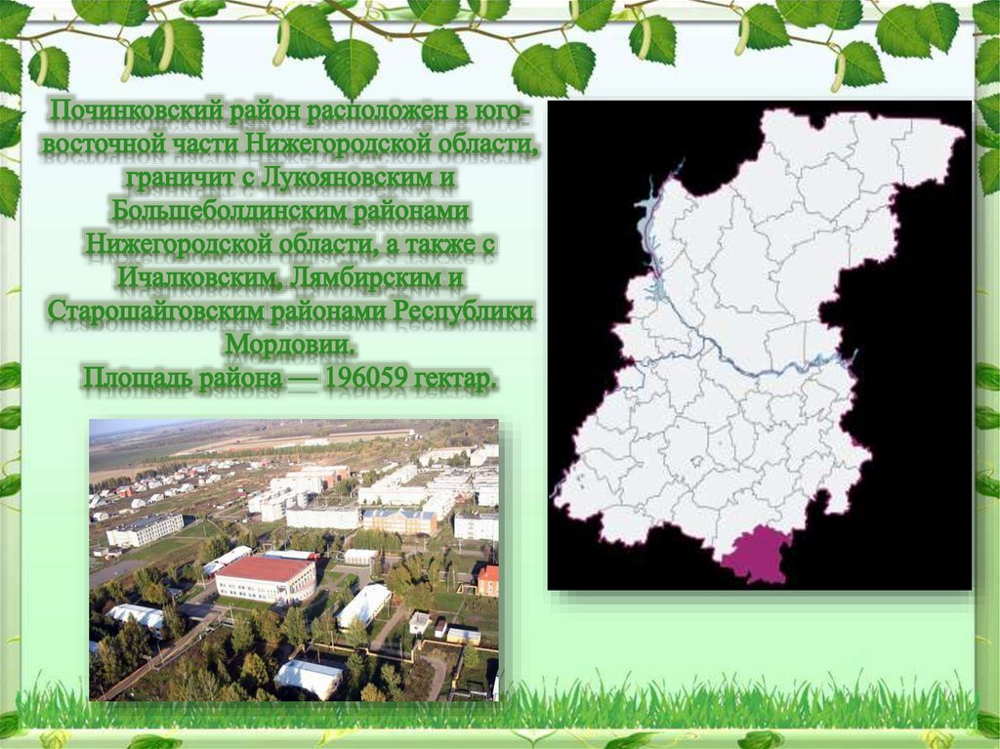 Починковский район расположен в юго-
восточной части Нижегородской области,
граничит с Лукояновским и
Большеболдинским районами
Нижегородской области, а также с
Ичалковским, Лямбирским и
Старошайговским районами Республики
Мордовии.
Площадь района — 196059 гектар.